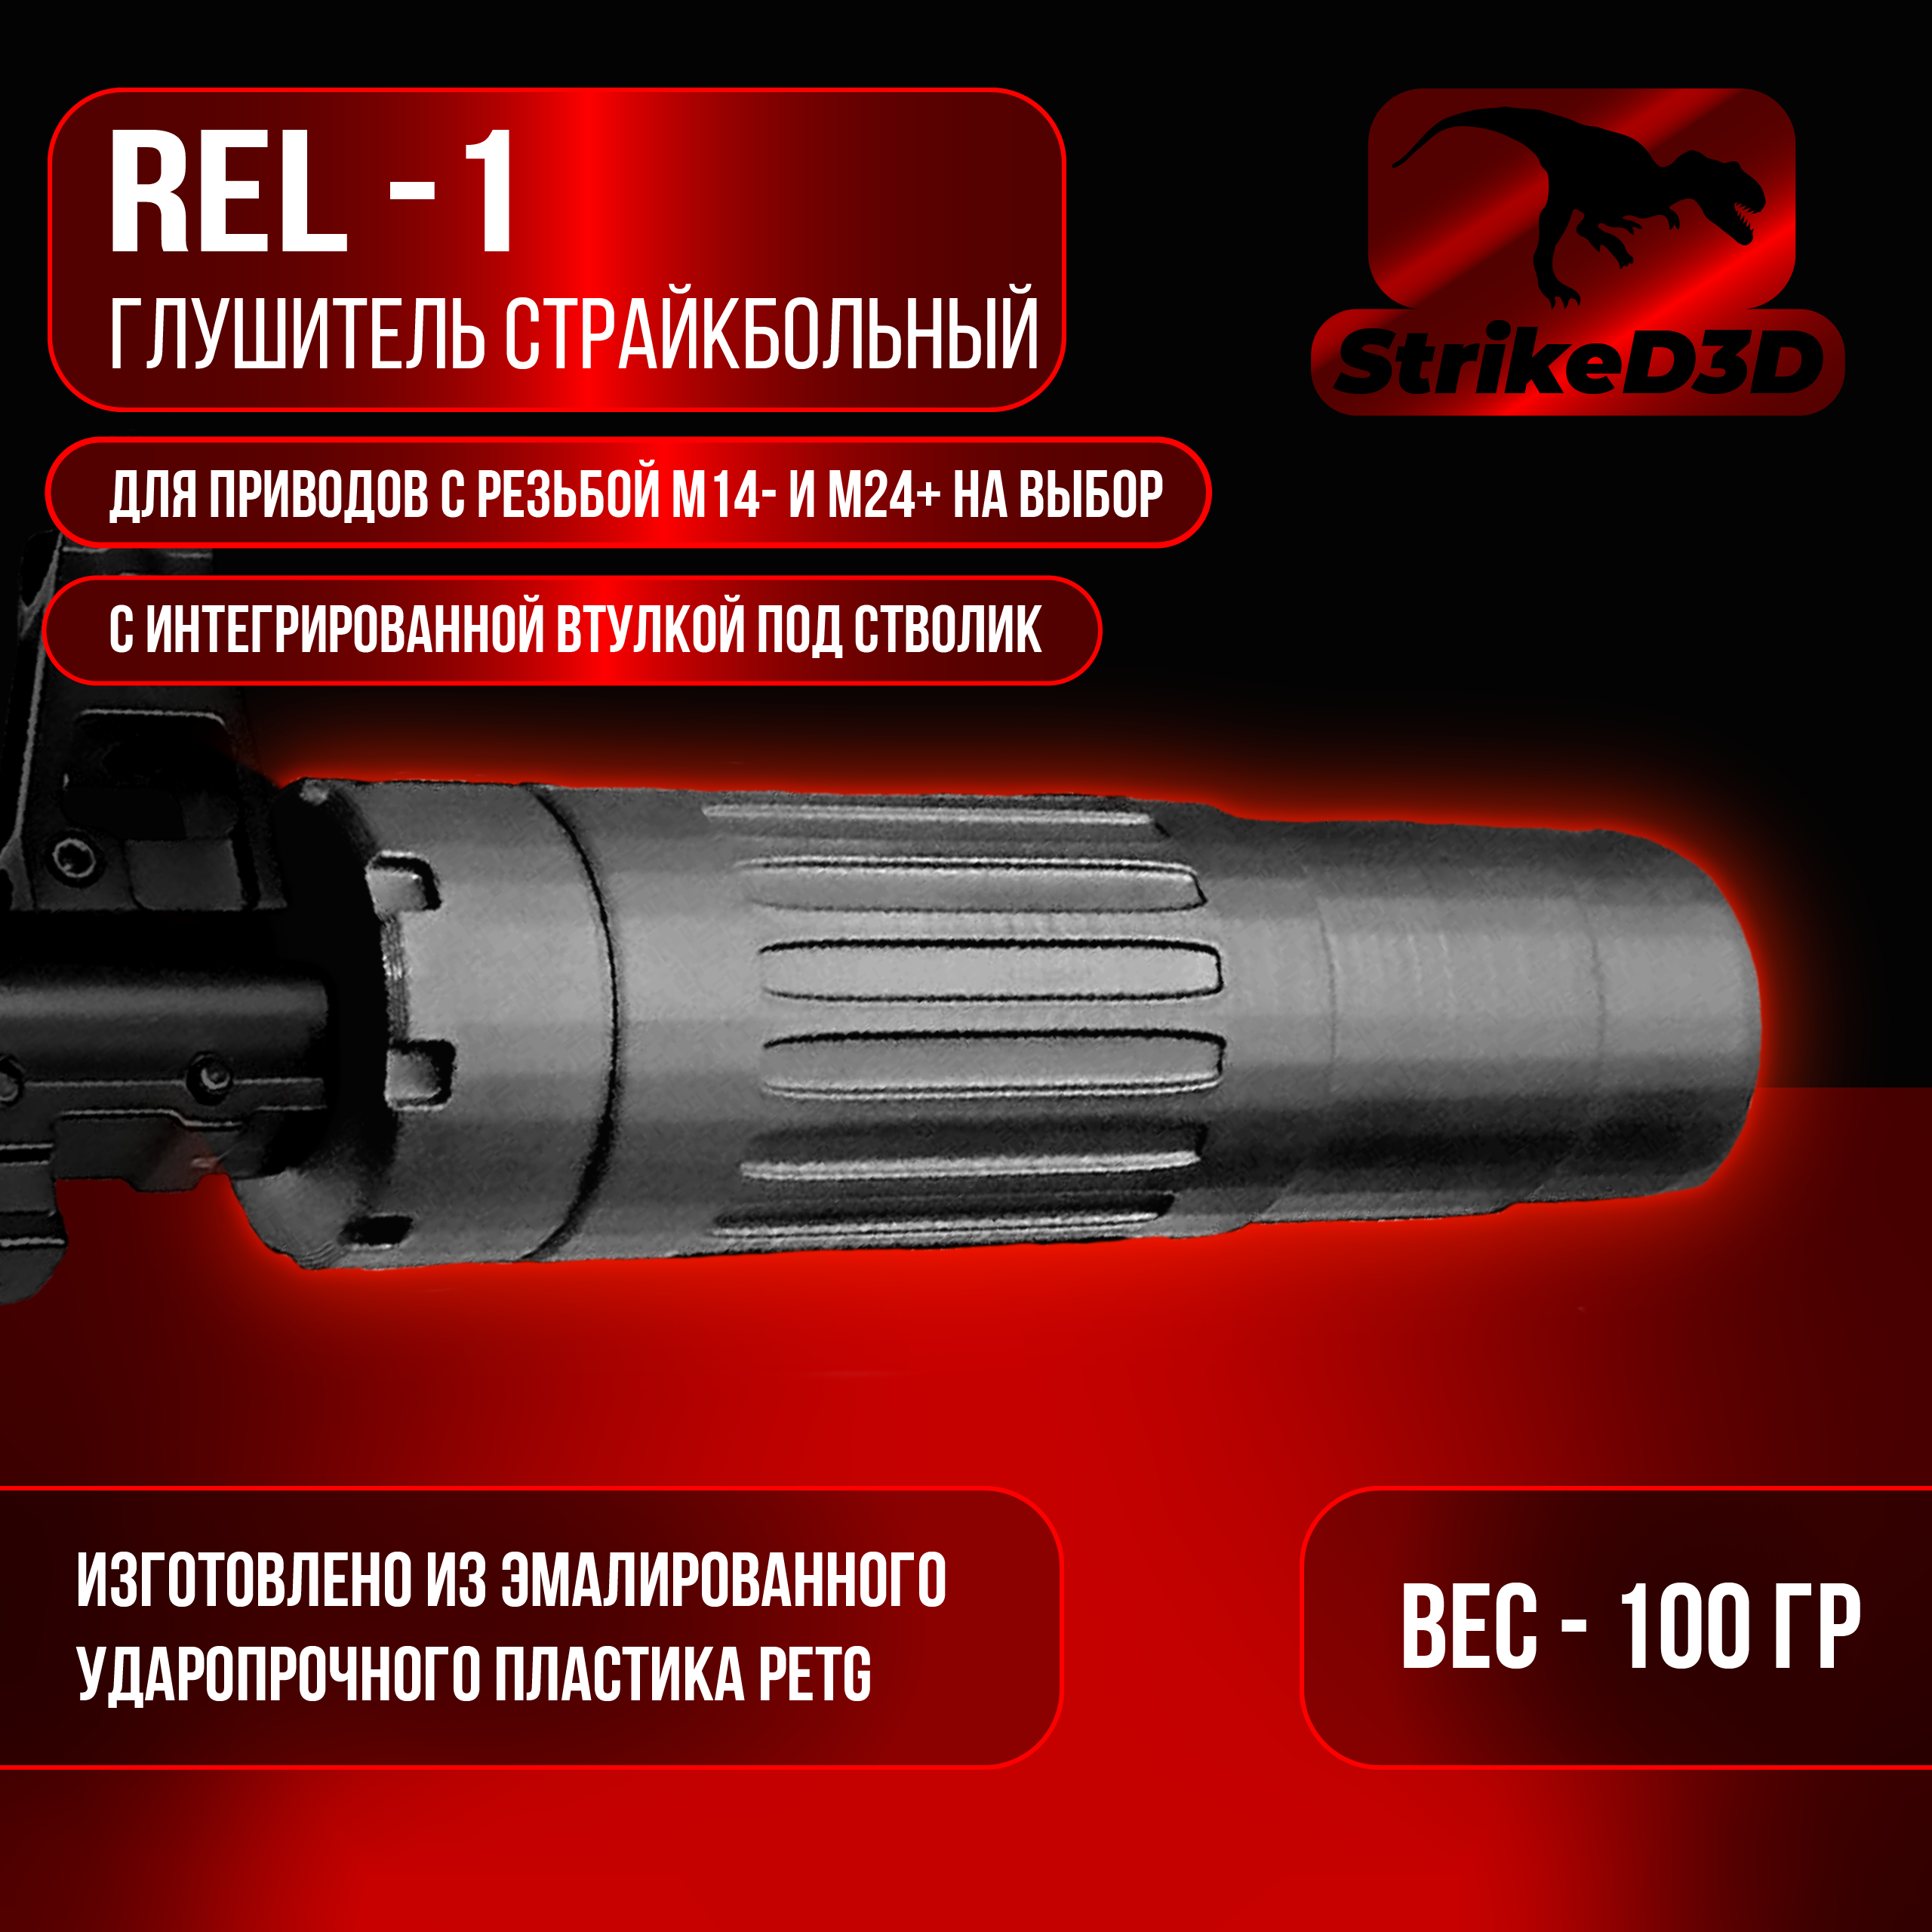 REL -1
ГЛУШИТЕЛЬ СТРАЙКБОЛЬНЫЙ
StrikeD3D
ДЛЯ ПРИВОДОВ С РЕЗЬБОЙ М14- И М24+ НА ВЫБОР
С ИНТЕГРИРОВАННОЙ ВТУЛКОЙ ПОД СТВОЛИК
ИЗГОТОВЛЕНО ИЗ ЭМАЛИРОВАННОГО
УДАРОПРОЧНОГО ПЛАСТИКА PETG
ВЕС - 100 ГР